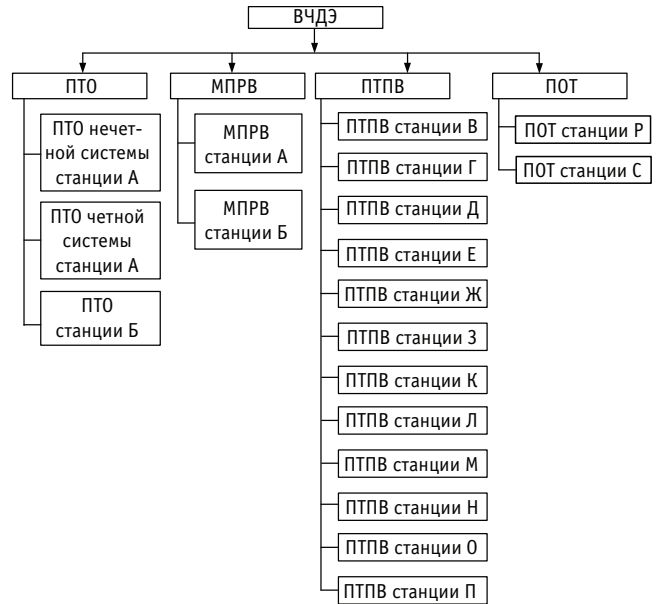 ВЧДЭ
ПТО
МПРВ
ПТПВ
ПОТ
ПТО нечет-
ной системы
станции А
ПТО четной
системы
станции А
ПТО
станции Б
МПРВ
станции А
МПРВ
станции Б
ПТПВ станции В
ПТПВ станции Г
ПТПВ станции Д
ПТПВ станции Е
ПТПВ станции Ж
ПТПВ станции З
ПТПВ станции К
ПТПВ станции Л
ПТПВ станции М
ПТПВ станции Н
ПТПВ станции О
ПТПВ станции П
ПОТ станции Р
ПОТ станции С